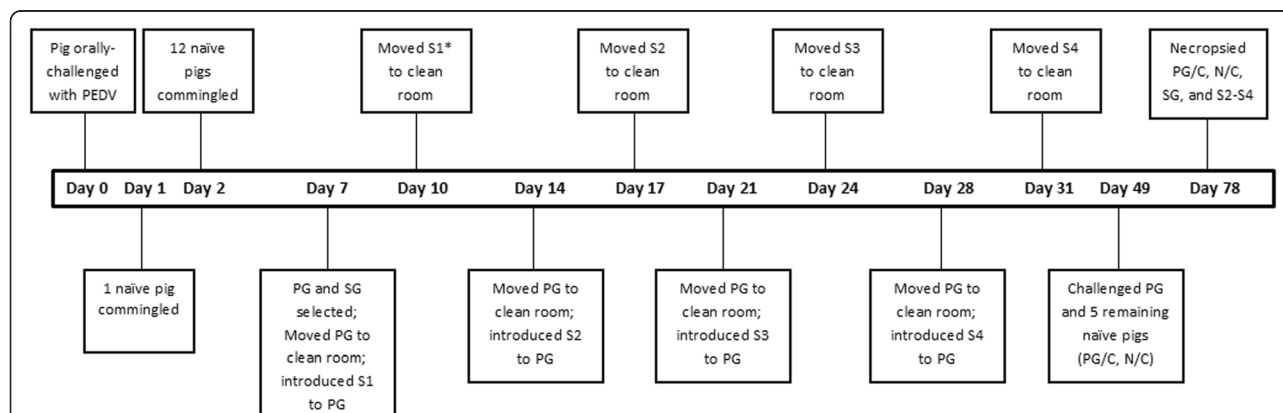 Pig orally-
challenged
with PEDV
12 naïve
pigs
commingled
Moved S1*
to clean
room
Moved S2
to clean
room
Moved S3
to clean
room
Moved S4
to clean
room
Necropsied
PG/C, N/C,
SG, and S2-S4
Day 0 Day 1 Day 2 Day 7 Day 10 Day 14 Day 17 Day 21 Day 24 Day 28 Day 31 Day 49 Day 78
1 naïve pig
commingled
PG and SG
selected;
Moved PG to
clean room;
introduced S1
to PG
Moved PG to
clean room;
introduced S2
to PG
Moved PG to
clean room;
introduced S3
to PG
Moved PG to
clean room;
introduced S4
to PG
Challenged PG
and 5 remaining
naïve pigs
(PG/C, N/C)